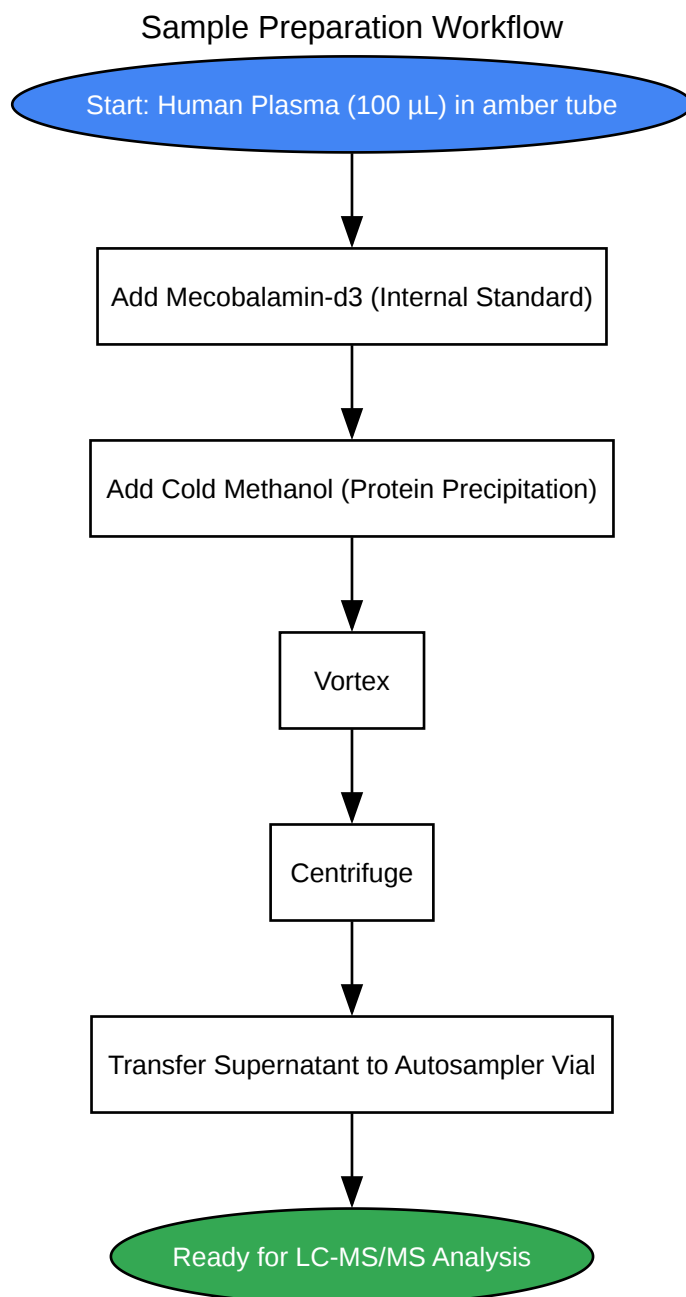 Sample Preparation Workflow
Start: Human Plasma (100 µL) in amber tube
Add Mecobalamin-d3 (Internal Standard)
Add Cold Methanol (Protein Precipitation)
Vortex
Centrifuge
Transfer Supernatant to Autosampler Vial
Ready for LC-MS/MS Analysis